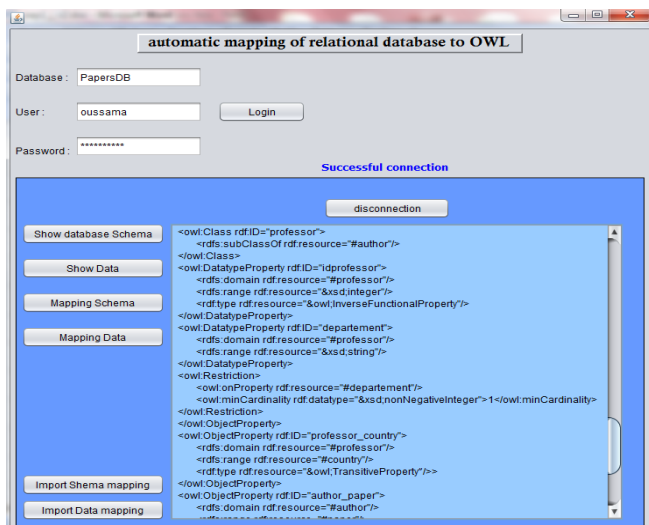 automatic mapping of relational database to OWL
Database : PapersDB
User : oussama Login
Password : **********
Successful connection
disconnection
Show database Schema
Show Data
Mapping Schema
Mapping Data
Import Shema mapping
Import Data mapping
<owl:Class rdf:ID="professor">
<rdfs:subClassOf rdf:resource="#author"/>
</owl:Class>
<owl:DatatypeProperty rdf:ID="idprofessor">
<rdfs:domain rdf:resource="#professor"/>
<rdfs:range rdf:resource="&xsd;integer"/>
<rdf:type rdf:resource="&owl;InverseFunctionalProperty"/>
</owl:DatatypeProperty>
<owl:DatatypeProperty rdf:ID="departement">
<rdfs:domain rdf:resource="#professor"/>
<rdfs:range rdf:resource="&xsd;string"/>
</owl:DatatypeProperty>
<owl:Restriction>
<owl:onProperty rdf:resource="#departement"/>
<owl:minCardinality rdf:datatype="&xsd;nonNegativeInteger">1</owl:minCardinality>
</owl:Restriction>
</owl:ObjectProperty>
<owl:ObjectProperty rdf:ID="professor_country">
<rdfs:domain rdf:resource="#professor"/>
<rdfs:range rdf:resource="#country"/>
<rdf:type rdf:resource="&owl;TransitiveProperty"/>>
</owl:ObjectProperty>
<owl:ObjectProperty rdf:ID="author_paper">
<rdfs:domain rdf:resource="#author"/>